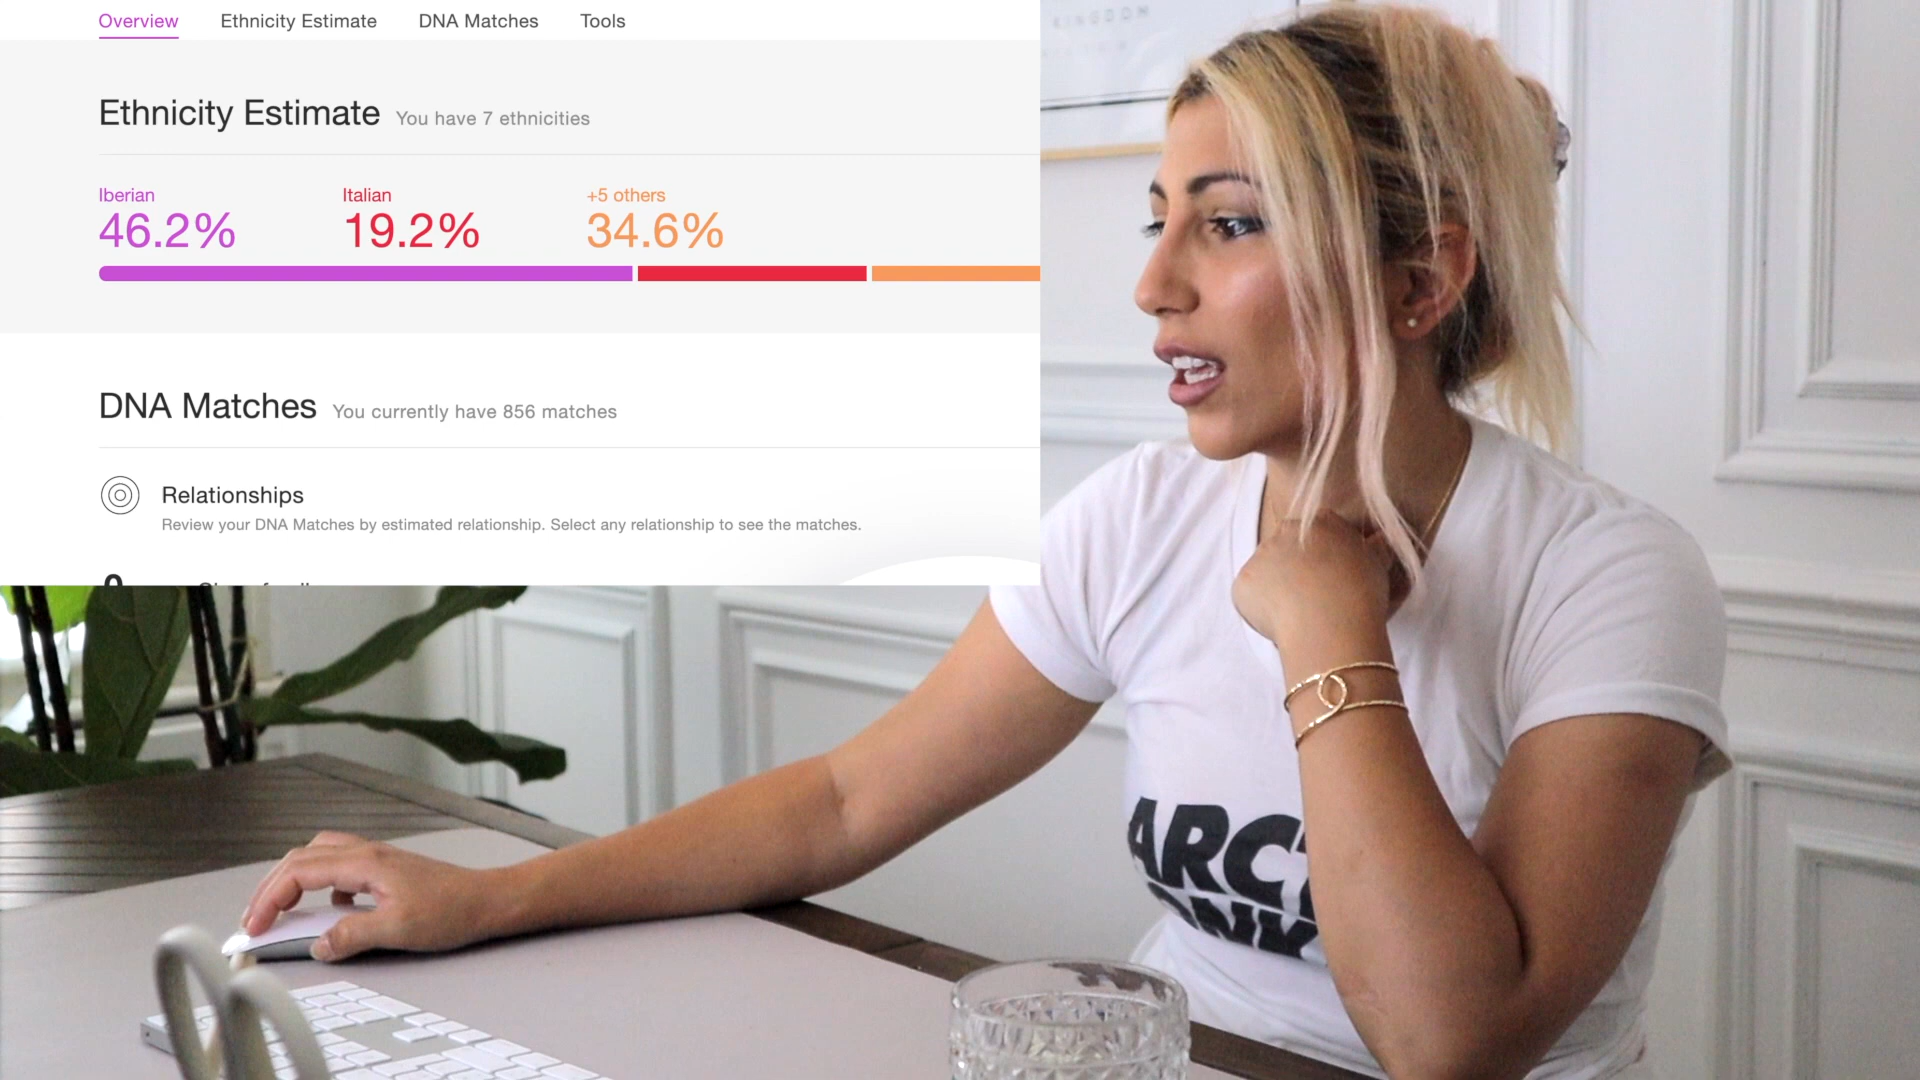 Overview Ethnicity Estimate DNA Matches Tools
KINGDOM
Ethnicity Estimate You have 7 ethnicities
Iberian Italian +5 others
46.2% 19.2% 34.6%
DNA Matches You currently have 856 matches
Relationships
Review your DNA Matches by estimated relationship. Select any relationship to see the matches.
ARC